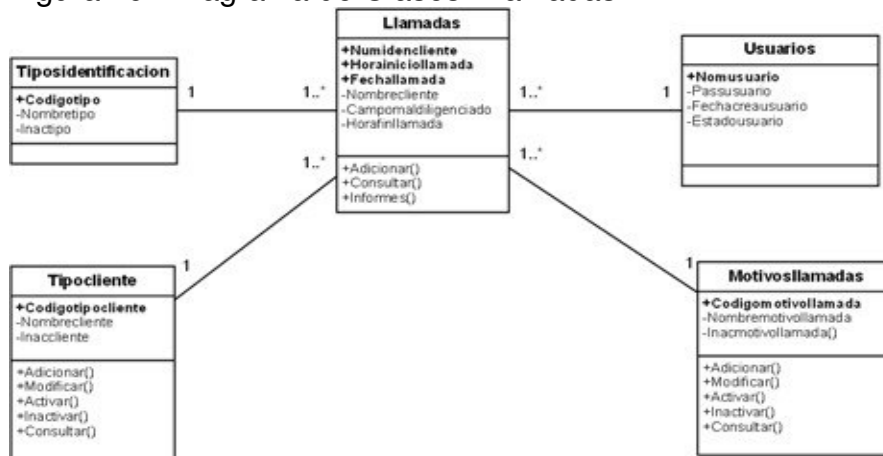 Llamadas
+Numidencliente
+Horainiciollamada
+Fechallamada
-Nombrecliente
-Campomaldiligenciado
-Horafinllamada
+Adicionar()
+Consultar()
+Informes()
Tiposidentificacion
+Codigotipo
-Nombretipo
-Inactipo
1
1..*
Usuarios
+Nomusuario
-Passusuario
-Fechacreausuario
-Estadousuario
1..*
1
1..*
1
Tipocliente
+Codigotipocliente
-Nombrecliente
-Inaccliente
+Adicionar()
+Modificar()
+Activar()
+Inactivar()
+Consultar()
1..*
1
Motivosllamadas
+Codigomotivollamada
-Nombremotivollamada
-Inacmotivollamada()
+Adicionar()
+Modificar()
+Activar()
+Inactivar()
+Consultar()